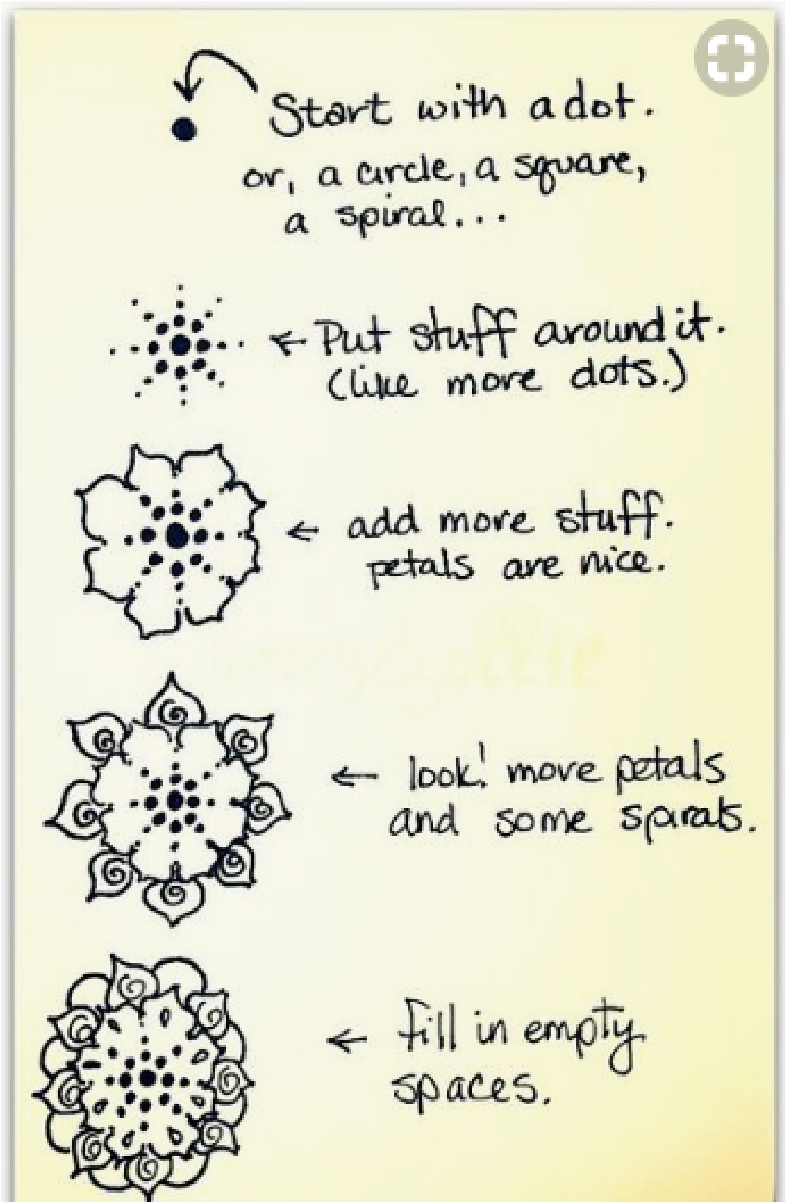 Start with a dot.
or, a circle, a square,
a spiral...
Put stuff around it.
(like more dots.)
add more stuff.
petals are nice.
look! more petals
and some spirals.
fill in empty
spaces.